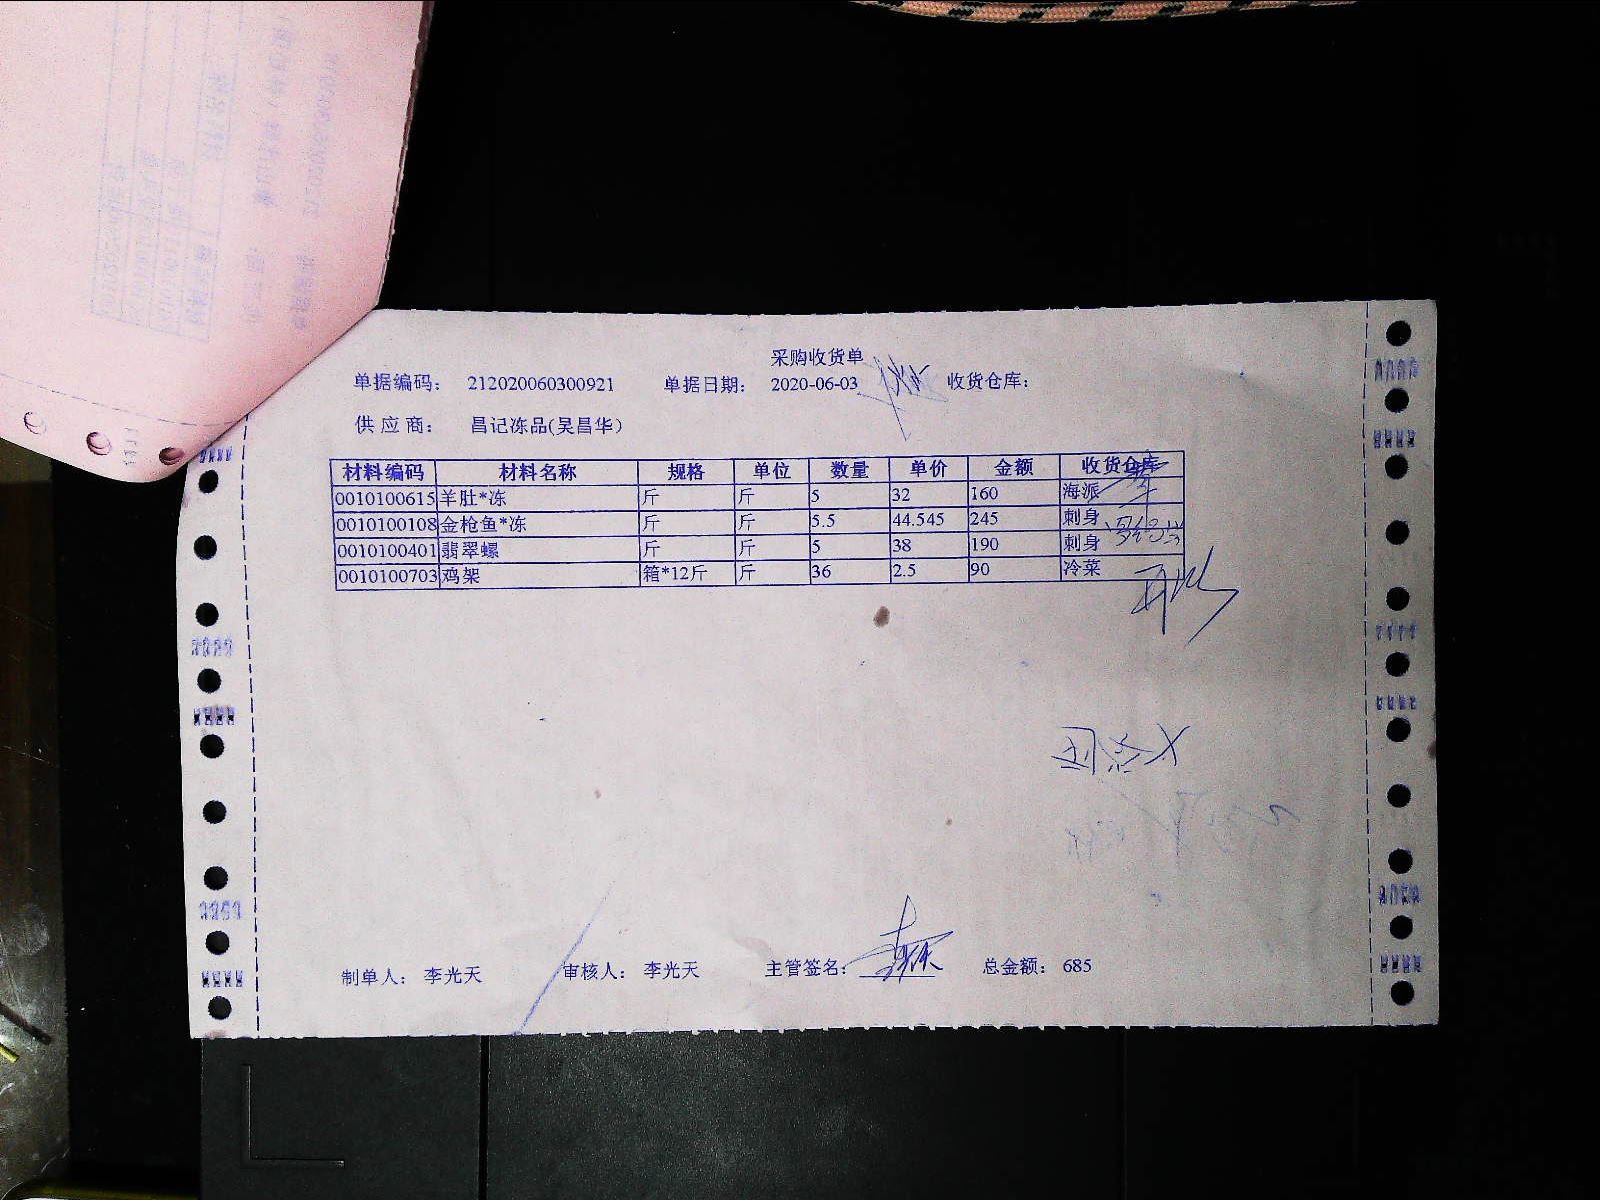 采购收货单
单据编码: 212020060300921 单据日期: 2020-06-03 收货仓库:
供 应 商: 昌记冻品(吴昌华)
材料编码 材料名称 规格 单位 数量 单价 金额 收货仓库
0010100615 羊肚*冻 斤 斤 5 32 160 海派
0010100108 金枪鱼*冻 斤 斤 5.5 44.545 245 刺身
0010100401 翡翠螺 斤 斤 5 38 190 刺身
0010100703 鸡架 箱*12斤 斤 36 2.5 90 冷菜
制单人: 李光天 审核人: 李光天 主管签名: 总金额: 685